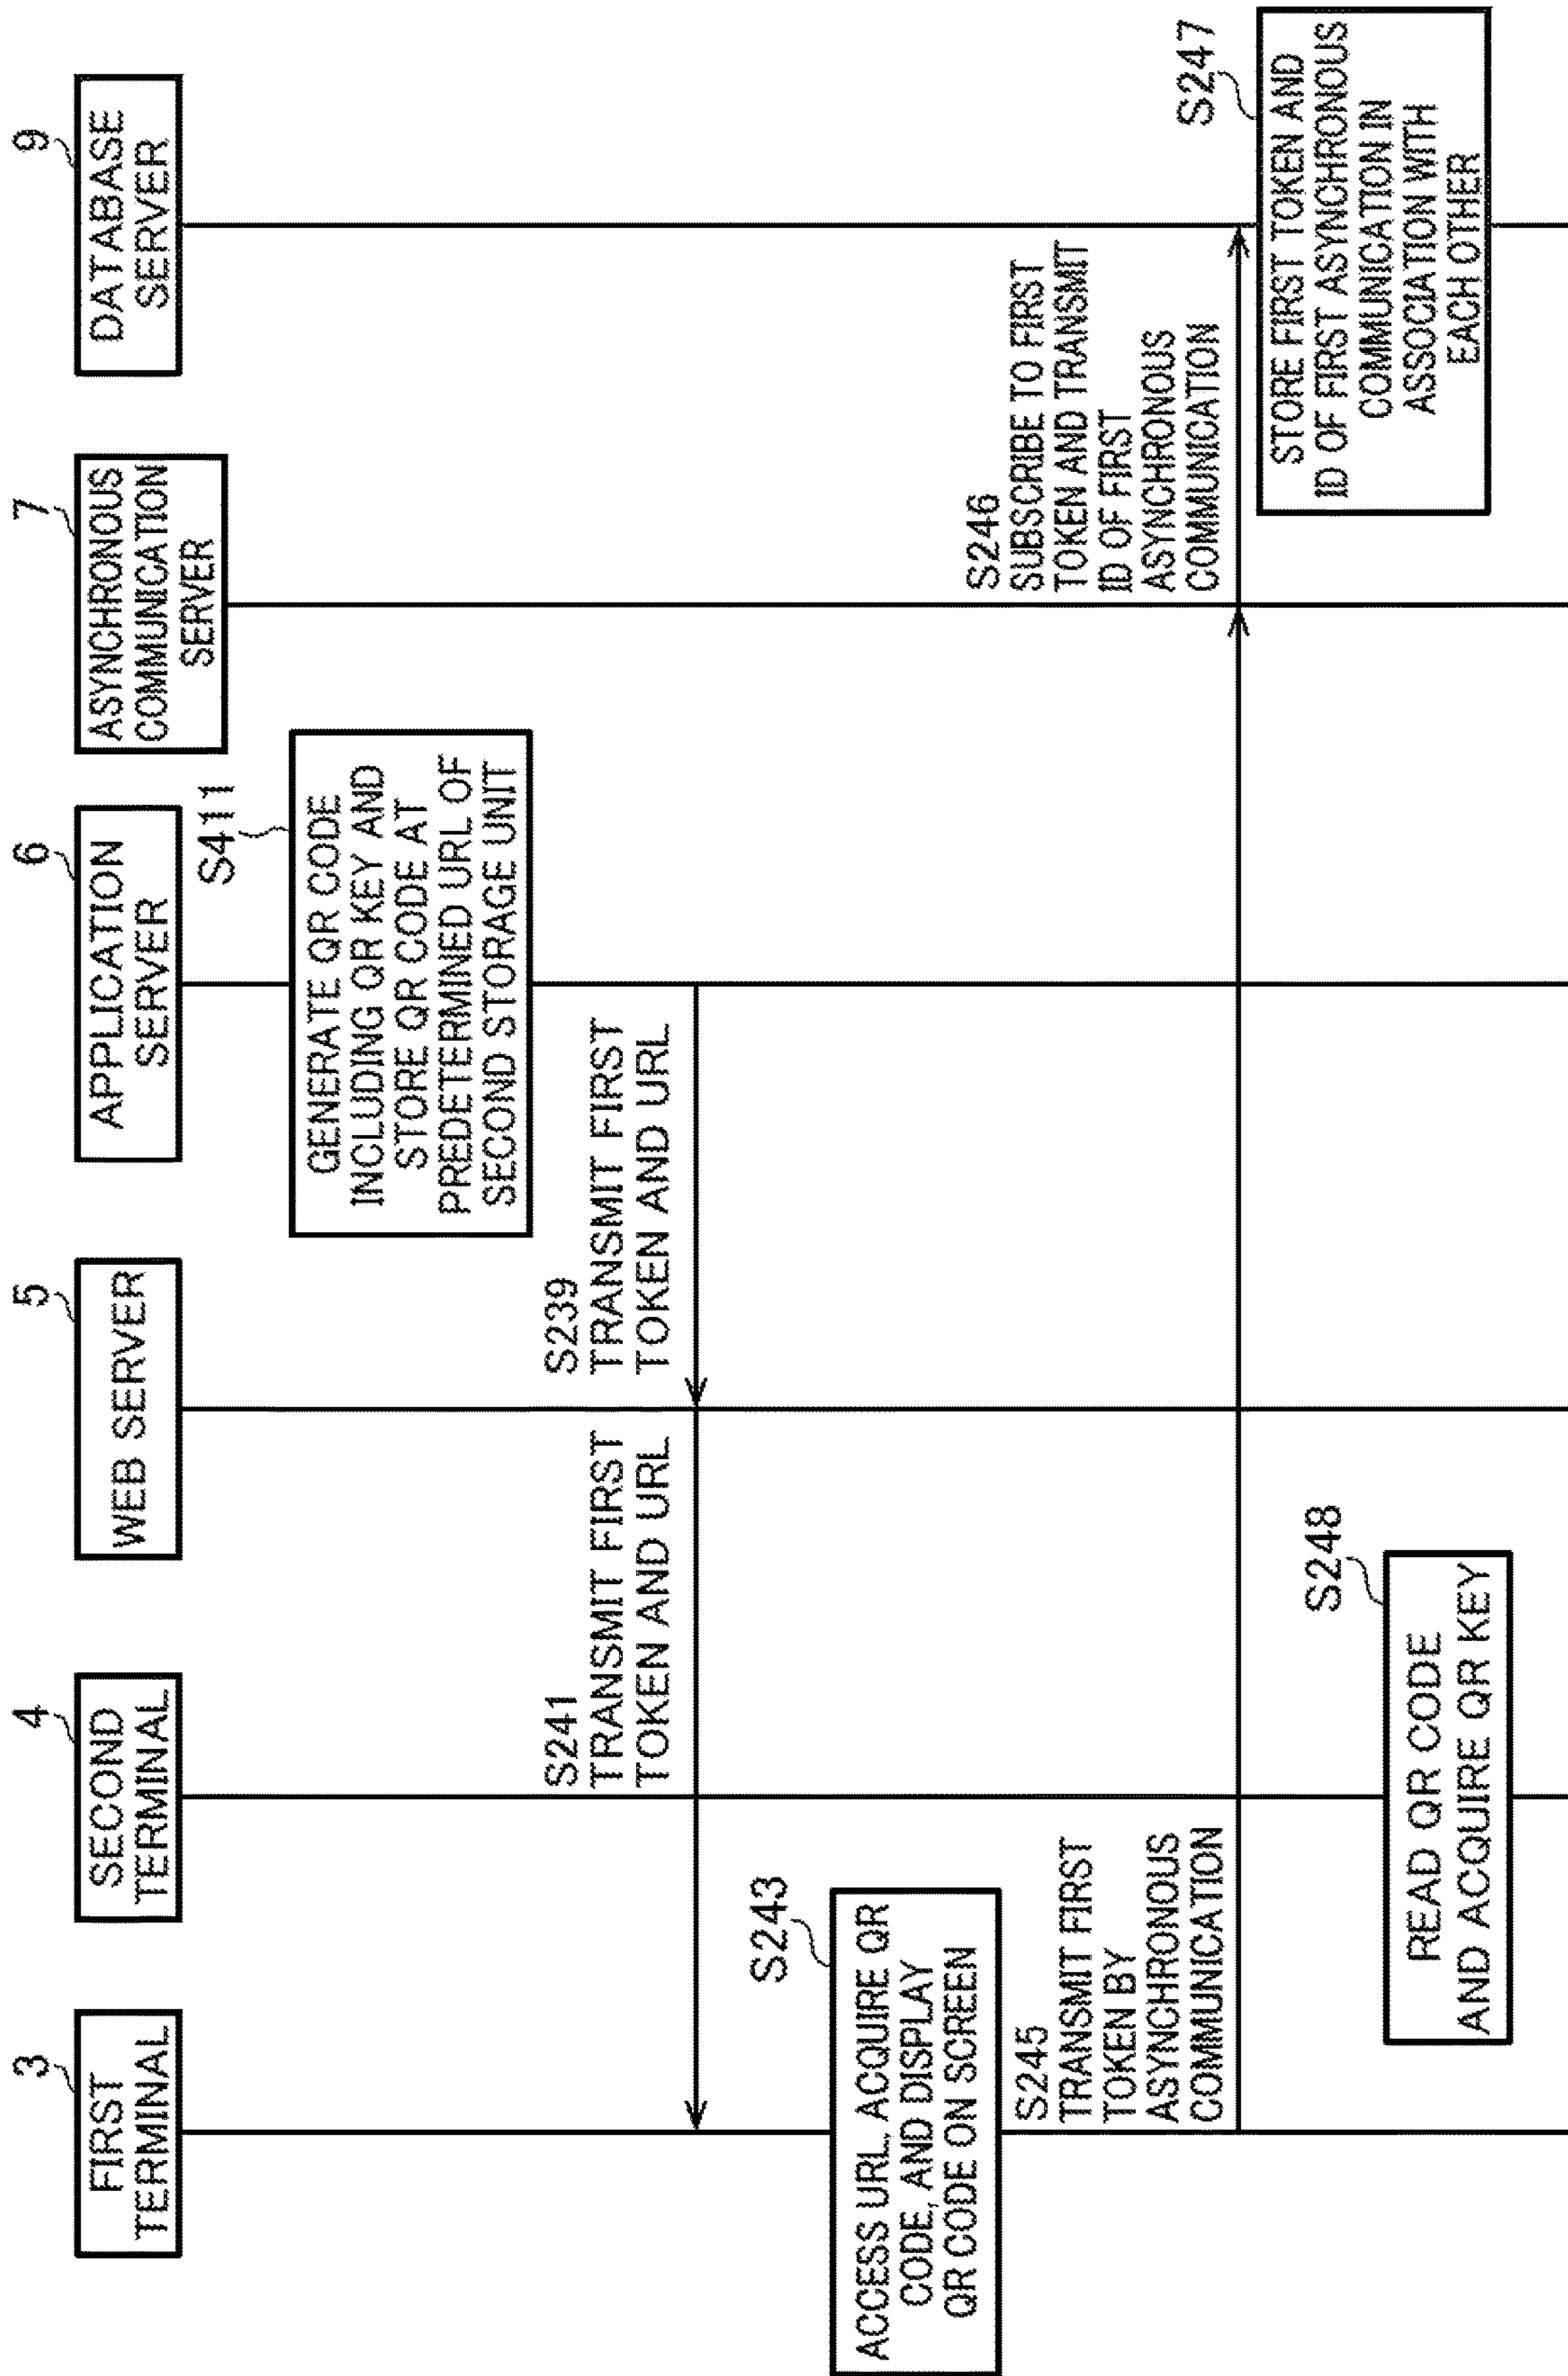 3
FIRST
TERMINAL
4
SECOND
TERMINAL
5
WEB SERVER
6
APPLICATION
SERVER
7
ASYNCHRONOUS
COMMUNICATION
SERVER
9
DATABASE
SERVER
S411
GENERATE QR CODE
INCLUDING QR KEY AND
STORE QR CODE AT
PREDETERMINED URL OF
SECOND STORAGE UNIT
S239
TRANSMIT FIRST
TOKEN AND URL
S241
TRANSMIT FIRST
TOKEN AND URL
S243
ACCESS URL, ACQUIRE QR
CODE, AND DISPLAY
QR CODE ON SCREEN
S245
TRANSMIT FIRST
TOKEN BY
ASYNCHRONOUS
COMMUNICATION
S246
SUBSCRIBE TO FIRST
TOKEN AND TRANSMIT
ID OF FIRST
ASYNCHRONOUS
COMMUNICATION
S247
STORE FIRST TOKEN AND
ID OF FIRST ASYNCHRONOUS
COMMUNICATION IN
ASSOCIATION WITH
EACH OTHER
S248
READ QR CODE
AND ACQUIRE QR KEY